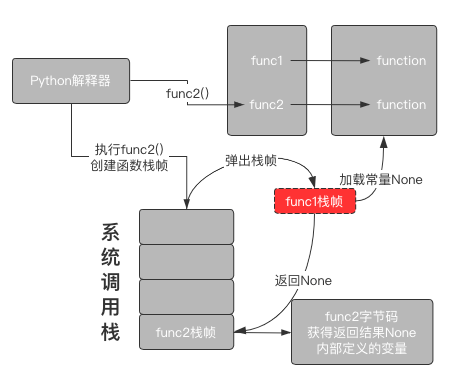 func1
function
Python解释器
func2()
func2
function
执行func2()
创建函数栈帧
弹出栈帧
加载常量None
func1栈帧
系统调用栈
返回None
func2栈帧
func2字节码
获得返回结果None
内部定义的变量